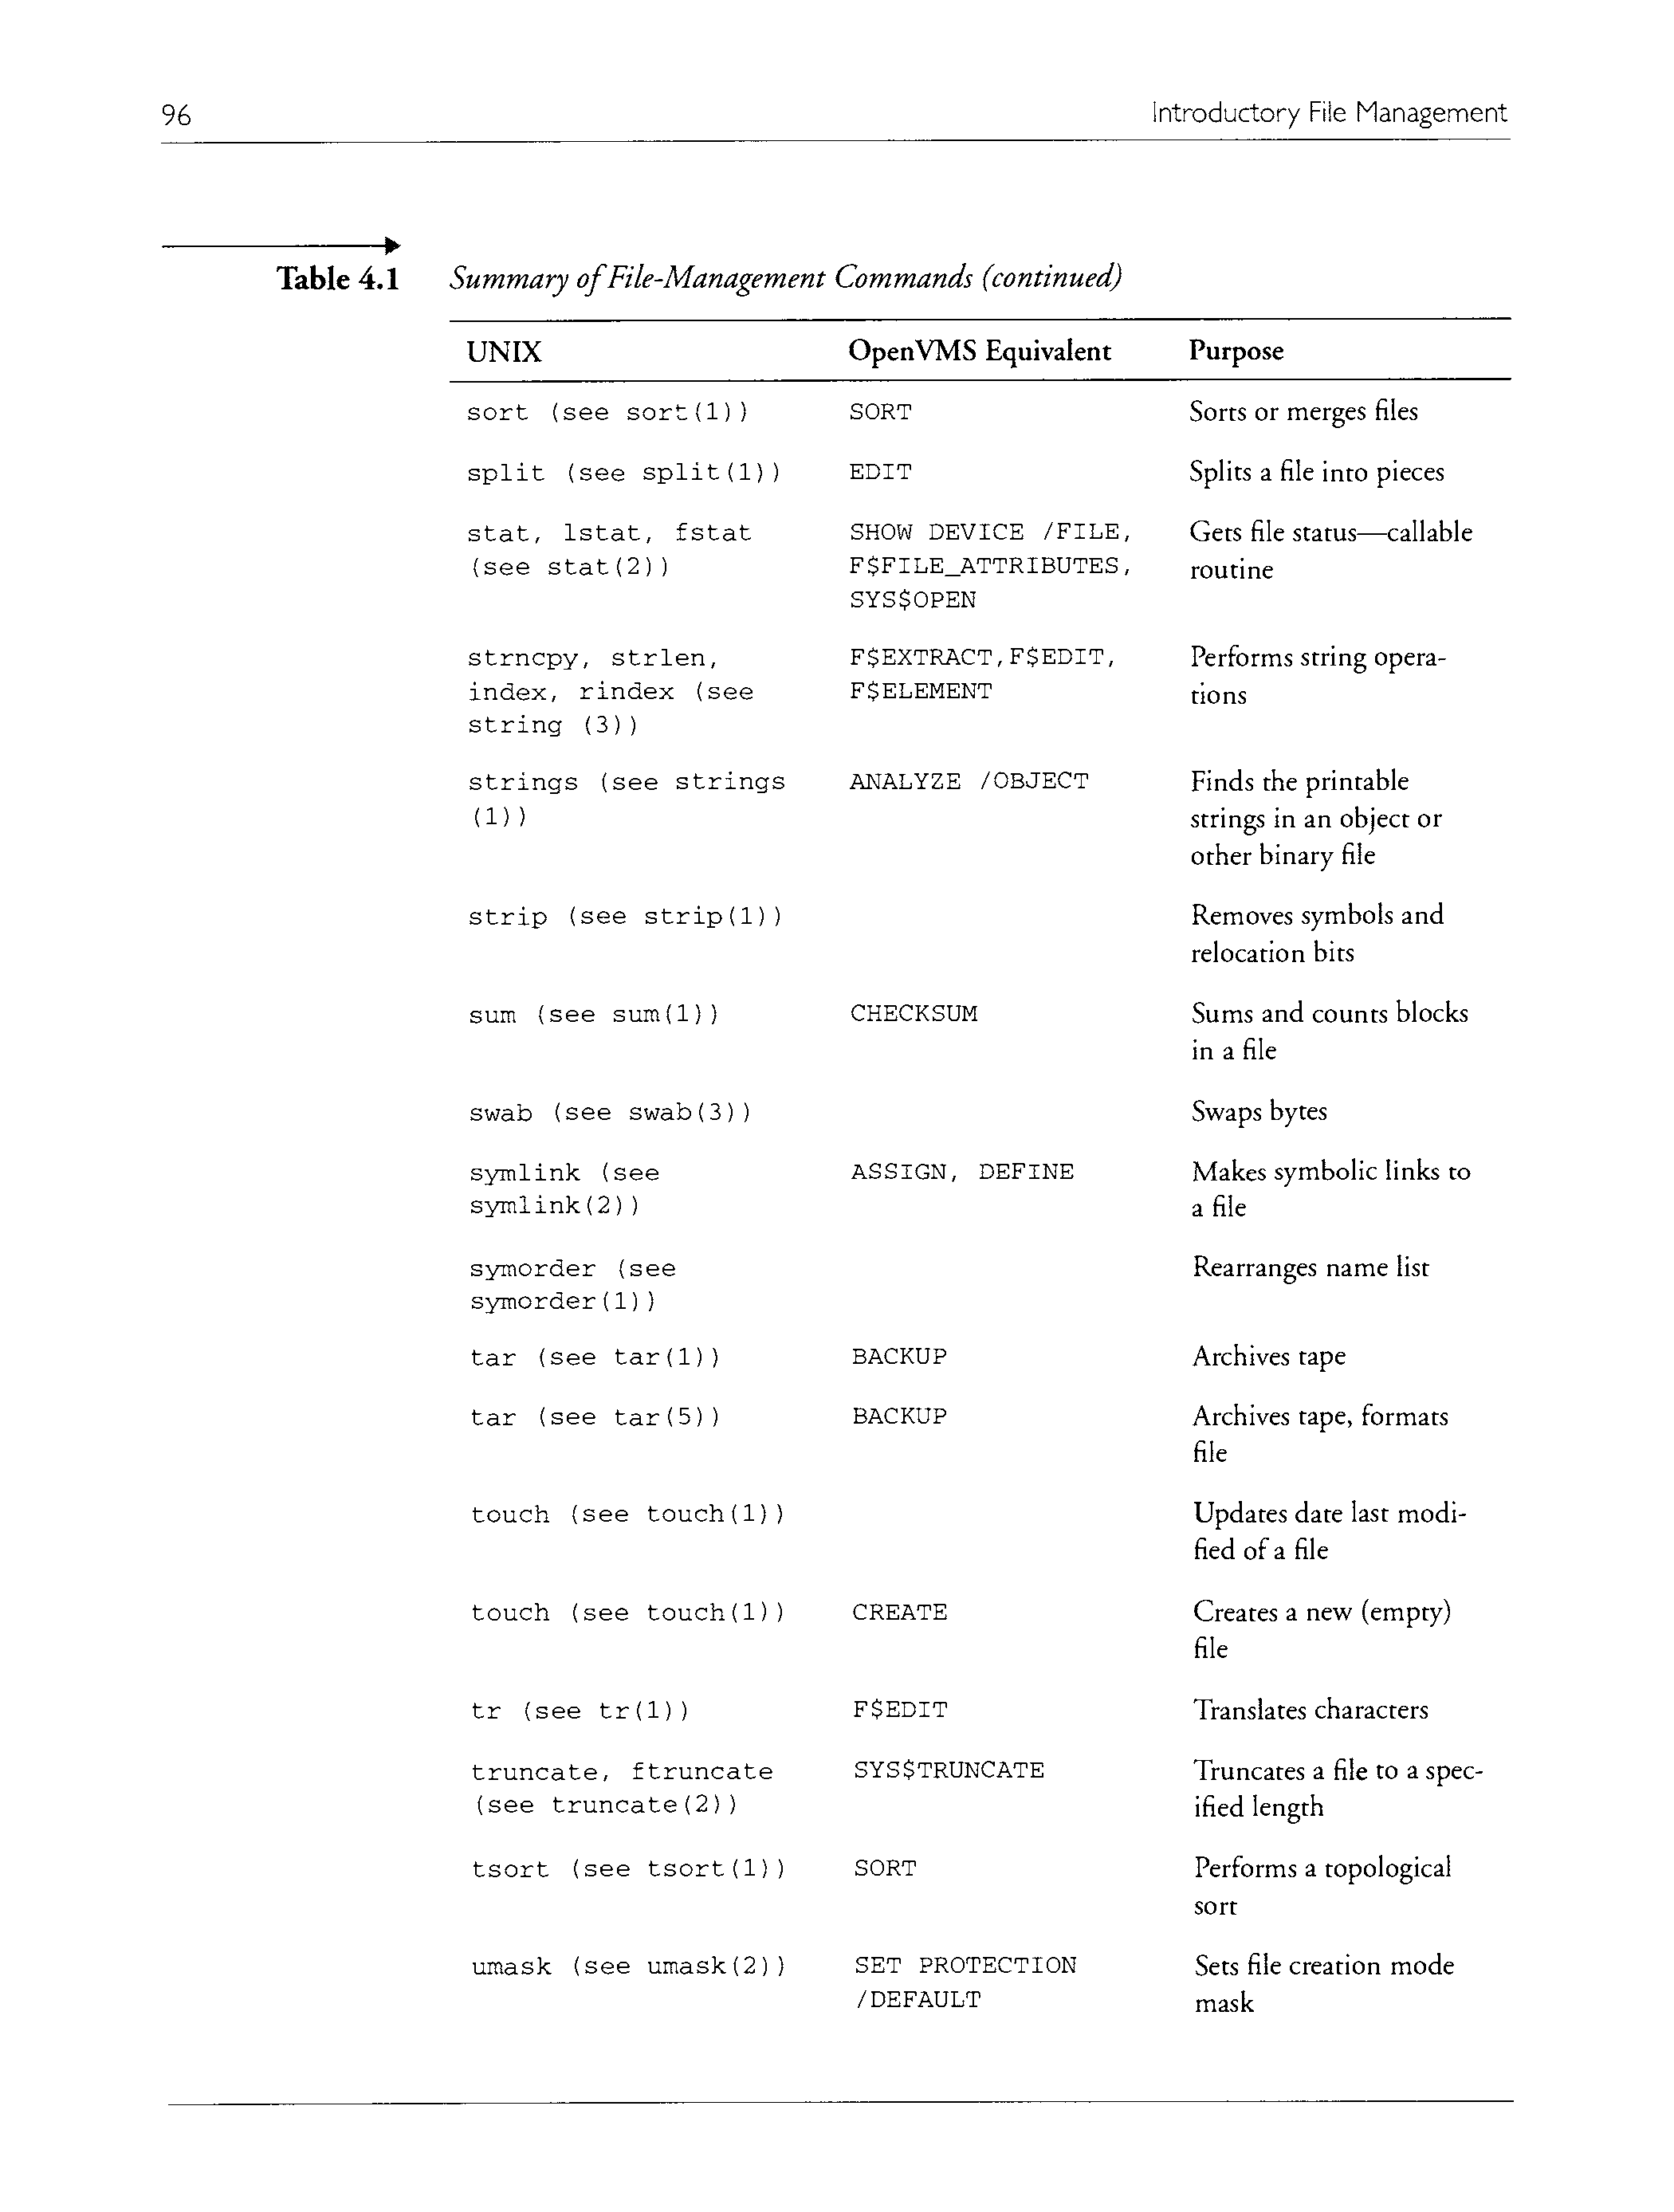 96 Introductory File Management
Table 4.1 Summary of File-Management Commands (continued)
UNIX OpenVMS Equivalent Purpose
sort (see sort(1)) SORT Sorts or merges files
split (see split(1)) EDIT Splits a file into pieces
stat, lstat, fstat SHOW DEVICE /FILE, Gets file status—callable
(see stat(2)) F$FILE_ATTRIBUTES, routine
SYS$OPEN
strncpy, strlen, F$EXTRACT,F$EDIT, Performs string opera-
index, rindex (see F$ELEMENT tions
string (3))
strings (see strings ANALYZE /OBJECT Finds the printable
(1)) strings in an object or
other binary file
strip (see strip(1)) Removes symbols and
relocation bits
sum (see sum(1)) CHECKSUM Sums and counts blocks
in a file
swab (see swab(3)) Swaps bytes
symlink (see ASSIGN, DEFINE Makes symbolic links to
symlink(2)) a file
symorder (see Rearranges name list
symorder(1))
tar (see tar(1)) BACKUP Archives tape
tar (see tar(5)) BACKUP Archives tape, formats
file
touch (see touch(1)) Updates date last modi-
fied of a file
touch (see touch(1)) CREATE Creates a new (empty)
file
tr (see tr(1)) F$EDIT Translates characters
truncate, ftruncate SYS$TRUNCATE Truncates a file to a spec-
(see truncate(2)) ified length
tsort (see tsort(1)) SORT Performs a topological
sort
umask (see umask(2)) SET PROTECTION Sets file creation mode
/DEFAULT mask